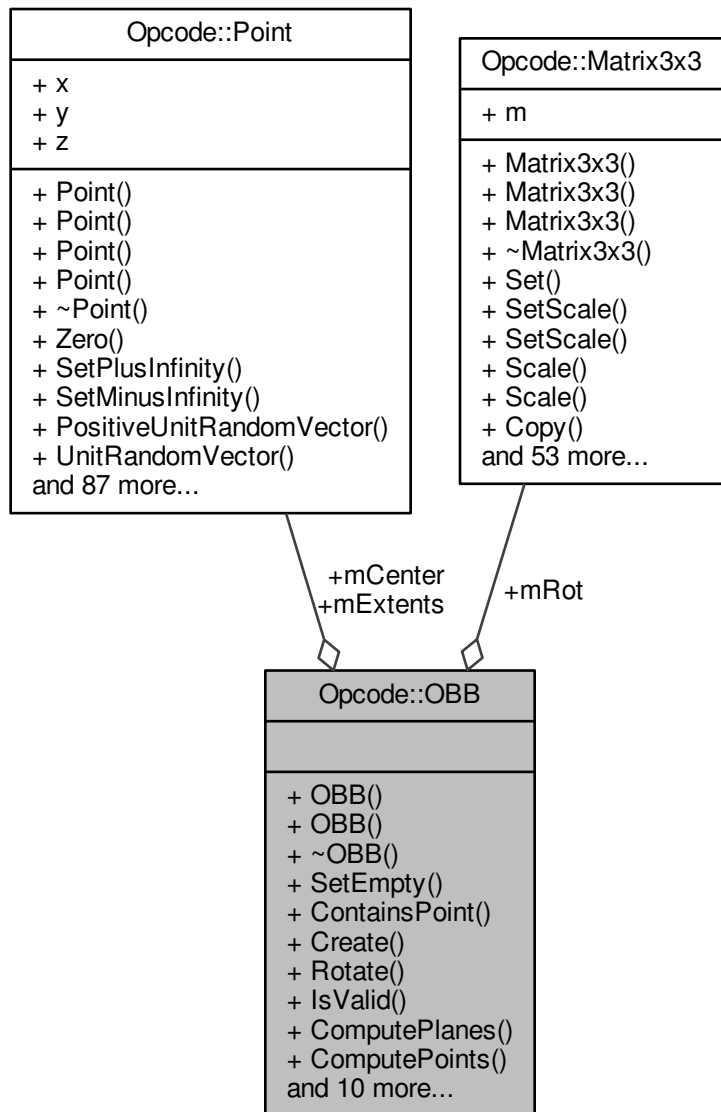 Opcode::Point
+ x
+ y
+ z
+ Point()
+ Point()
+ Point()
+ Point()
+ ~Point()
+ Zero()
+ SetPlusInfinity()
+ SetMinusInfinity()
+ PositiveUnitRandomVector()
+ UnitRandomVector()
and 87 more...
Opcode::Matrix3x3
+ m
+ Matrix3x3()
+ Matrix3x3()
+ Matrix3x3()
+ ~Matrix3x3()
+ Set()
+ SetScale()
+ SetScale()
+ Scale()
+ Scale()
+ Copy()
and 53 more...
+mCenter
+mExtents
+mRot
Opcode::OBB
+ OBB()
+ OBB()
+ ~OBB()
+ SetEmpty()
+ ContainsPoint()
+ Create()
+ Rotate()
+ IsValid()
+ ComputePlanes()
+ ComputePoints()
and 10 more...